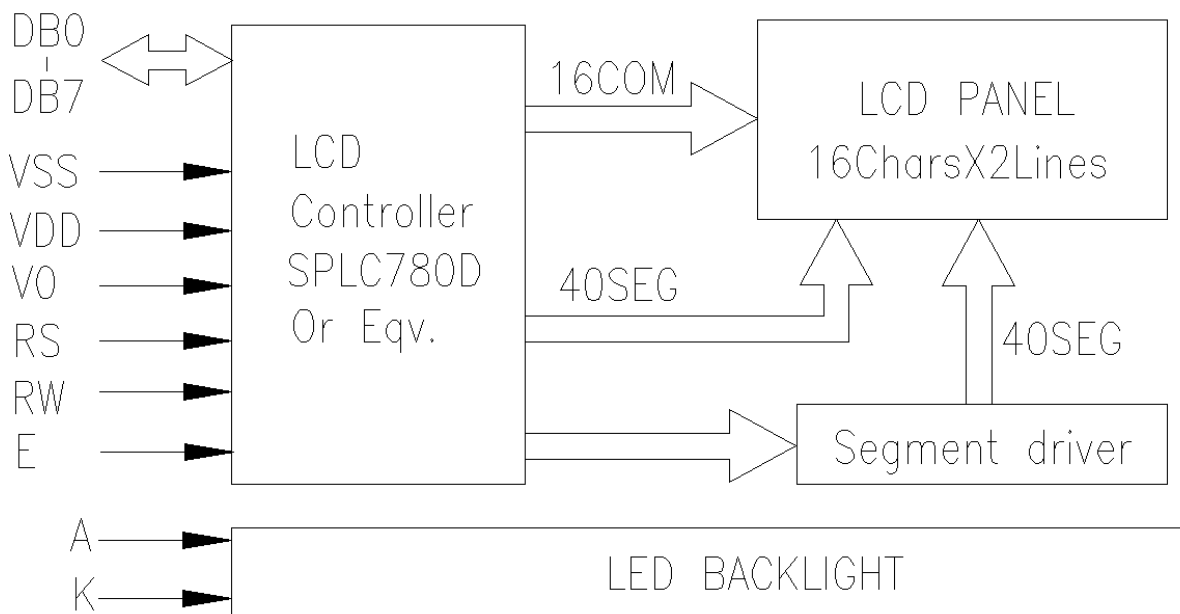 DB0
-
DB7
VSS
VDD
V0
RS
RW
E
LCD
Controller
SPLC780D
Or Eqv.
16COM
40SEG
LCD PANEL
16CharsX2Lines
40SEG
Segment driver
A
K
LED BACKLIGHT